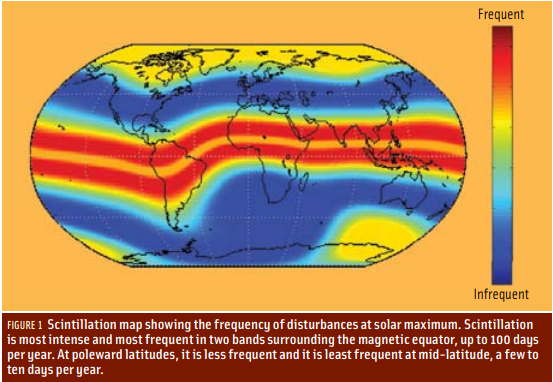 Frequent
Infrequent
FIGURE 1 Scintillation map showing the frequency of disturbances at solar maximum. Scintillation
is most intense and most frequent in two bands surrounding the magnetic equator, up to 100 days
per year. At poleward latitudes, it is less frequent and it is least frequent at mid-latitude, a few to
ten days per year.